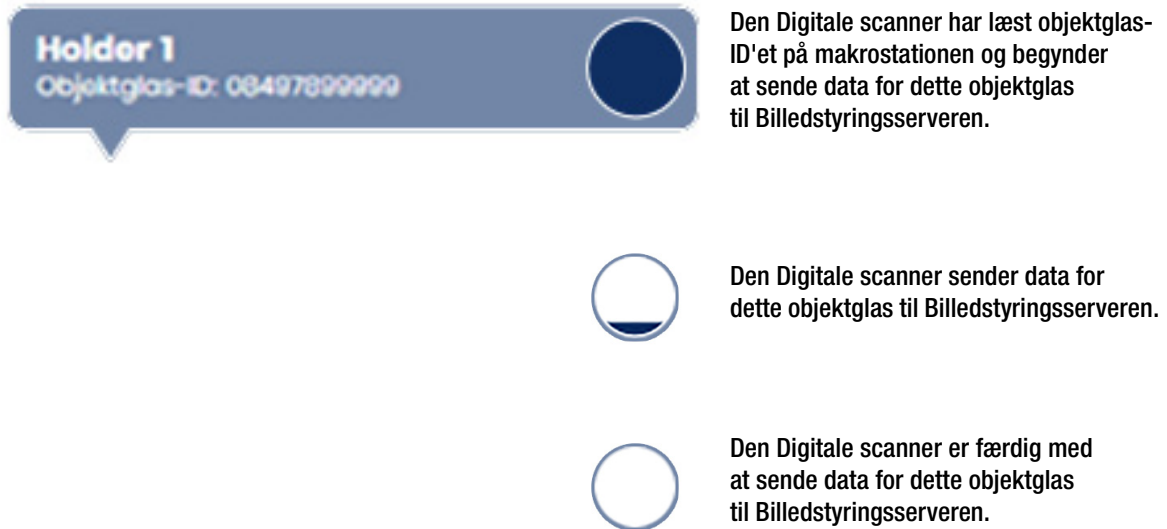 Holder 1
Objektglas-ID: 08497899999
Den Digitale scanner har læst objektglas-
ID'et på makrostationen og begynder
at sende data for dette objektglas
til Billedstyringsserveren.
Den Digitale scanner sender data for
dette objektglas til Billedstyringsserveren.
Den Digitale scanner er færdig med
at sende data for dette objektglas
til Billedstyringsserveren.